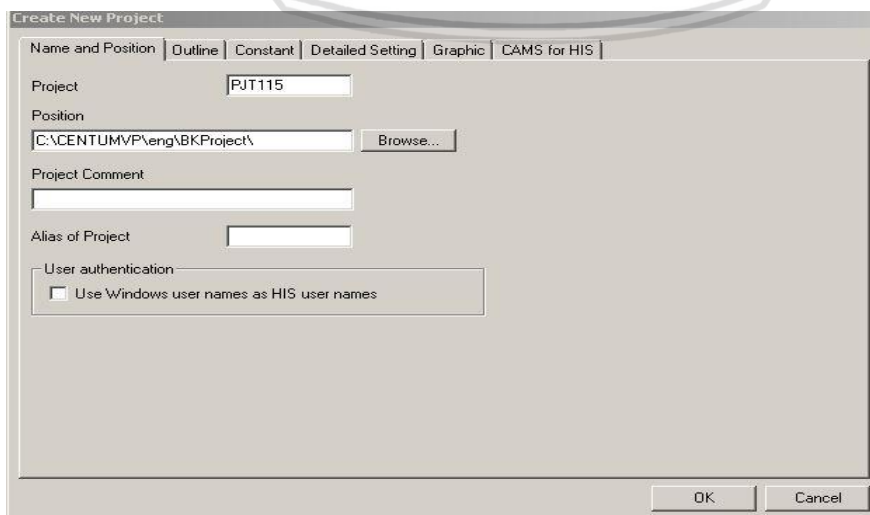 Create New Project
Name and Position Outline Constant Detailed Setting Graphic CAMS for HIS
Project PJT115
Position
C:\CENTUMVP\eng\BKProject\ Browse...
Project Comment
Alias of Project
User authentication
Use Windows user names as HIS user names
OK Cancel